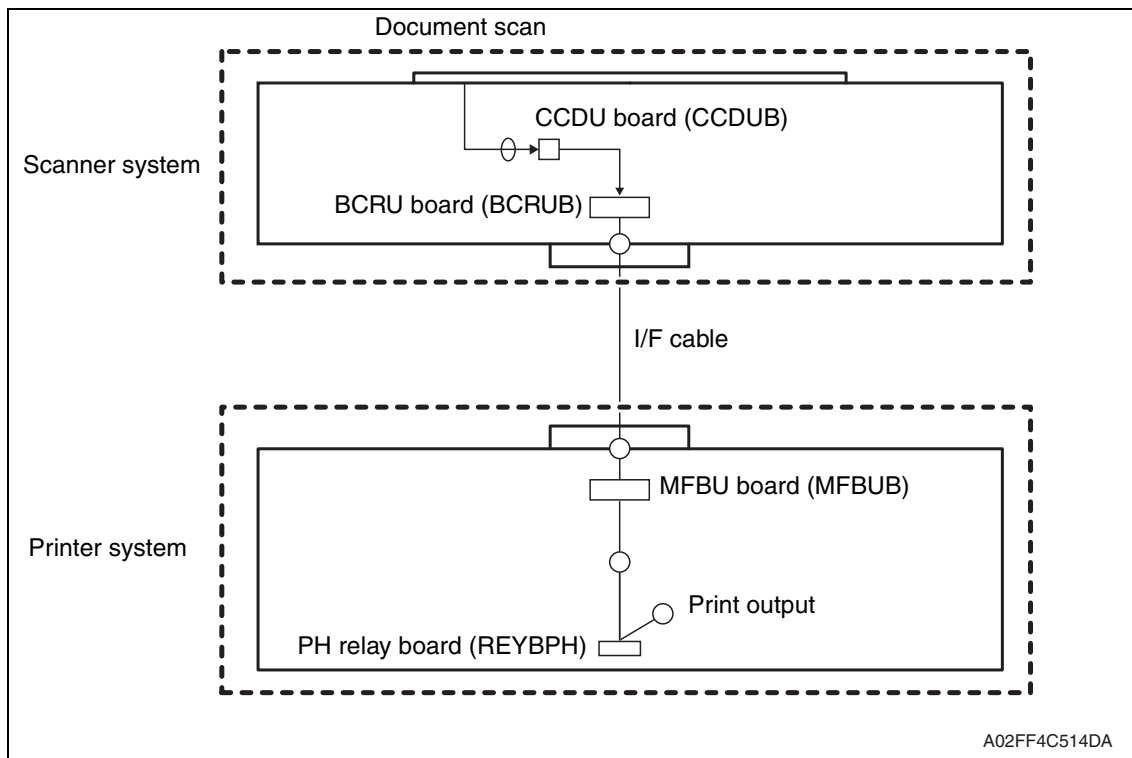 Document scan
CCDU board (CCDUB)
Scanner system
BCRU board (BCRUB)
I/F cable
MFBU board (MFBUB)
Printer system
Print output
PH relay board (REYBPH)
A02FF4C514DA